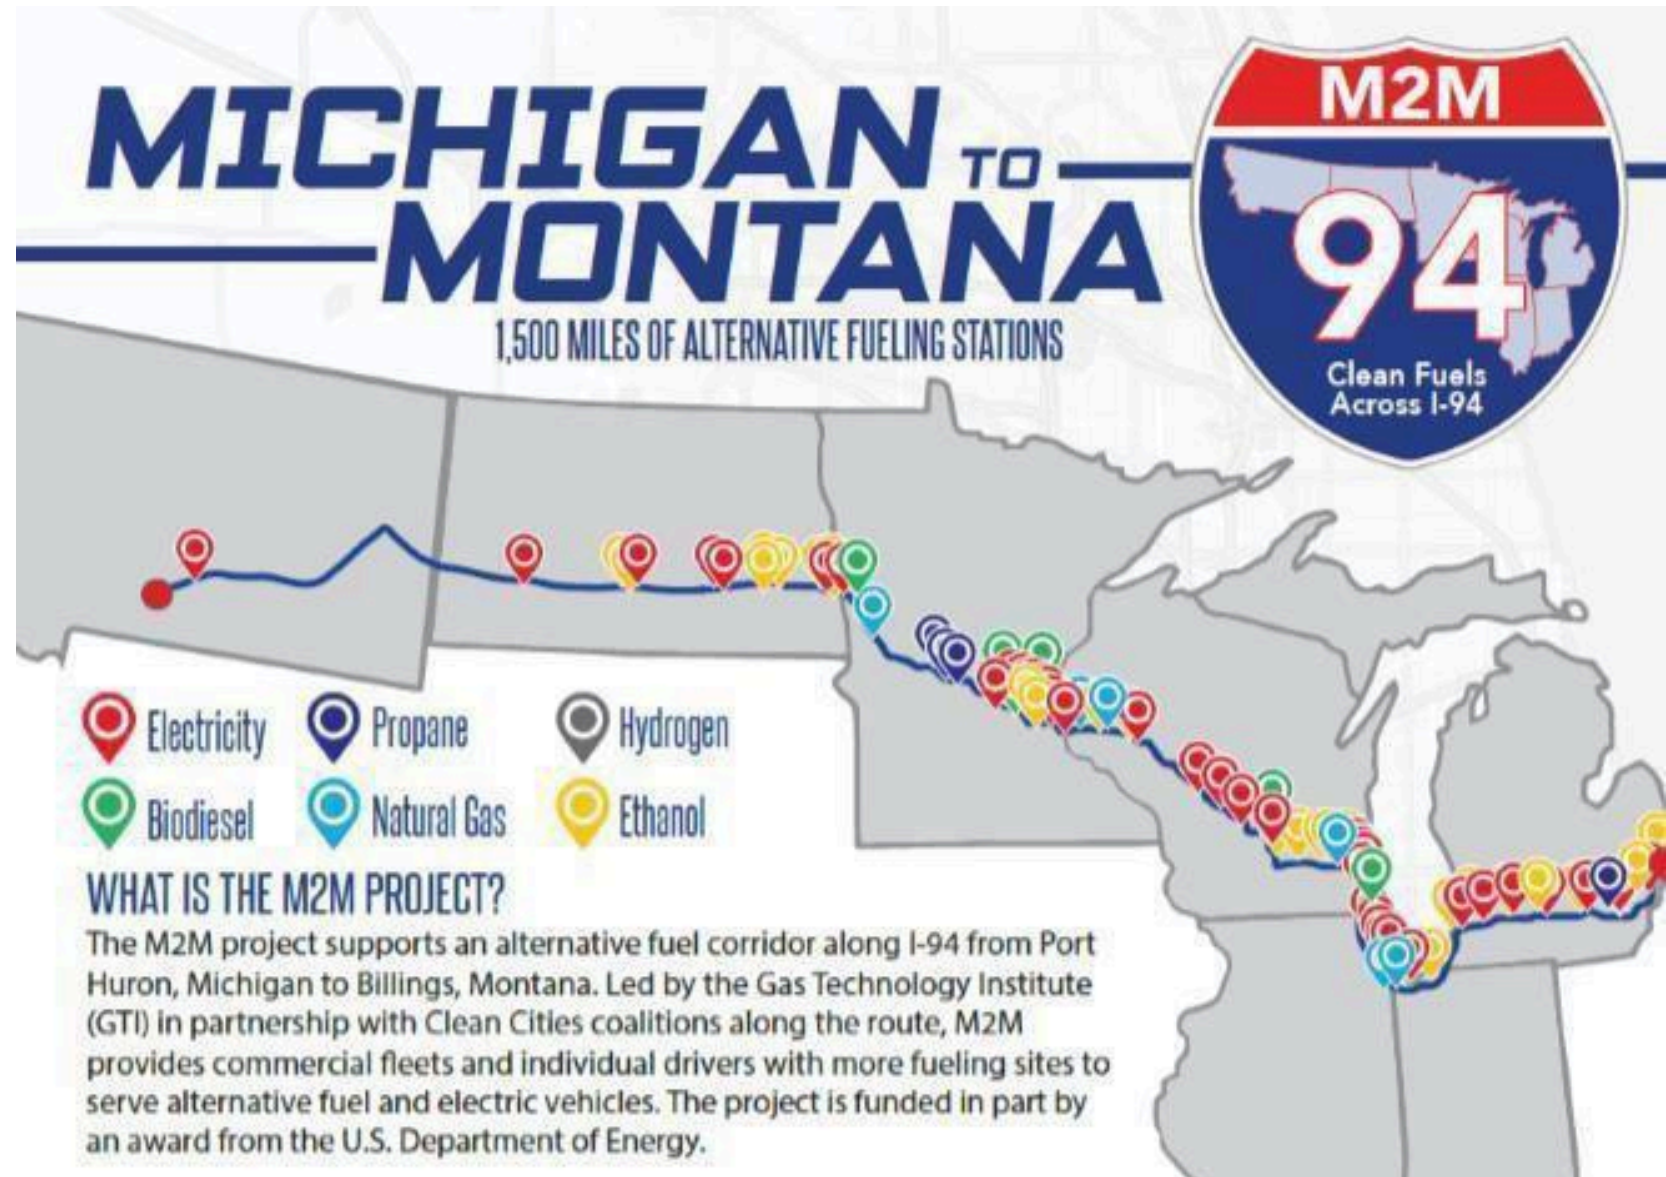 MICHIGAN TO
MONTANA
1,500 MILES OF ALTERNATIVE FUELING STATIONS
M2M
94
Clean Fuels
Across I-94
Electricity
Propane
Hydrogen
Biodiesel
Natural Gas
Ethanol
WHAT IS THE M2M PROJECT?
The M2M project supports an alternative fuel corridor along I-94 from Port
Huron, Michigan to Billings, Montana. Led by the Gas Technology Institute
(GTI) in partnership with Clean Cities coalitions along the route, M2M
provides commercial fleets and individual drivers with more fueling sites to
serve alternative fuel and electric vehicles. The project is funded in part by
an award from the U.S. Department of Energy.